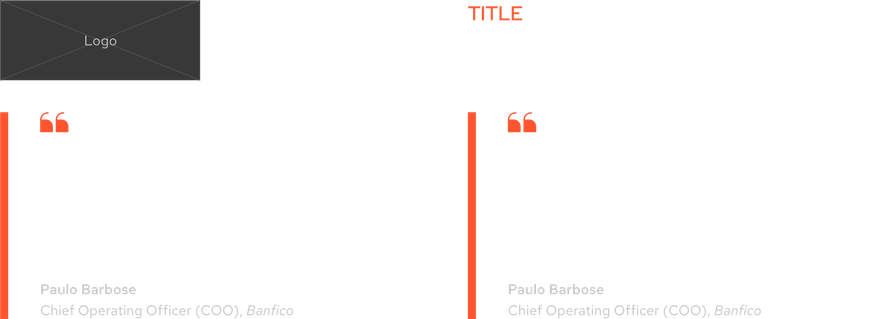 Logo
TITLE
Paulo Barbose
Chief Operating Officer (COO), Banfico
Paulo Barbose
Chief Operating Officer (COO), Banfico